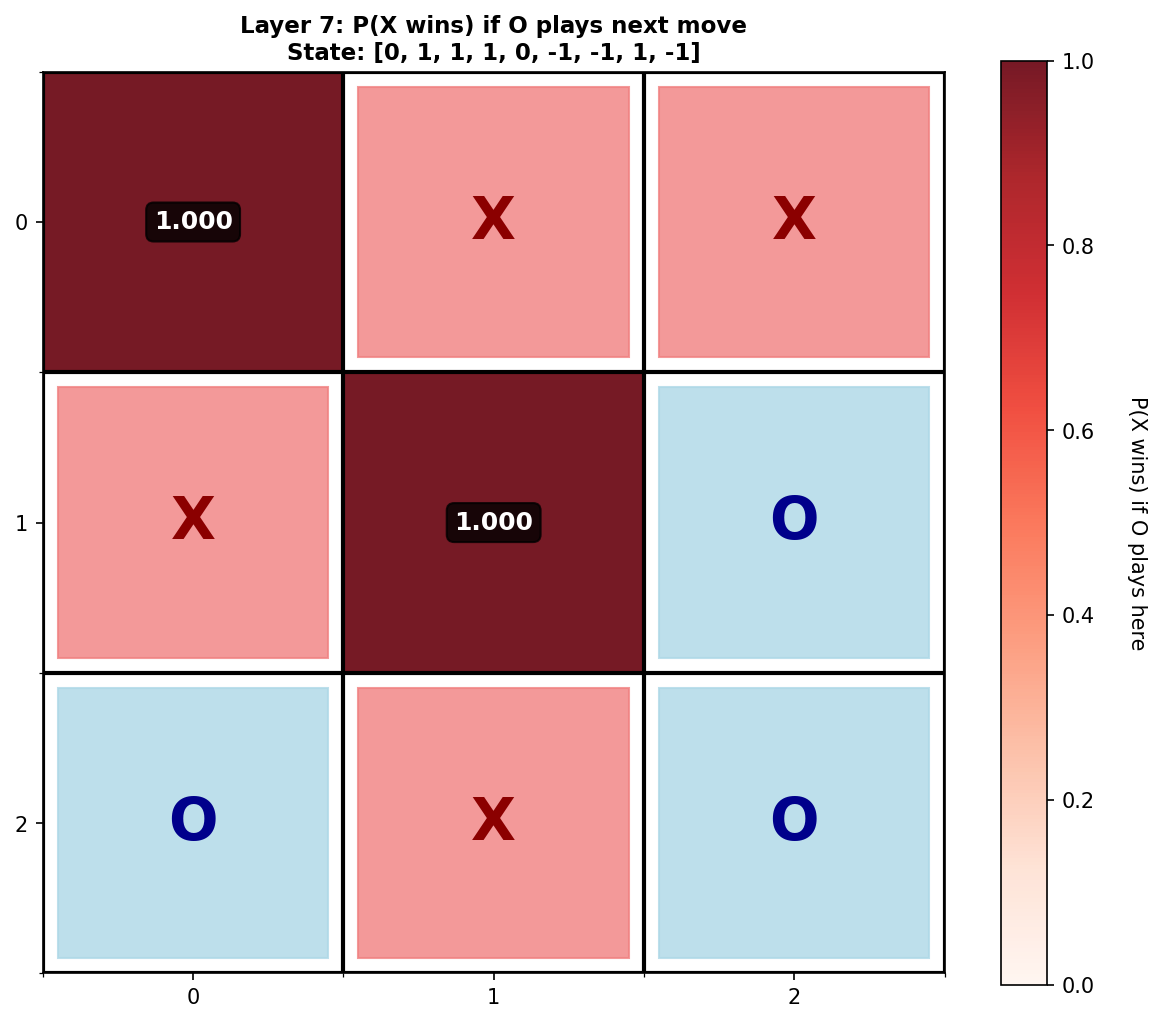 Layer 7: P(X wins) if O plays next move
State: [0, 1, 1, 1, 0, -1, -1, 1, -1]
0
1.000
X
X
1
X
1.000
O
2
O
X
O
0
1
2
1.0
0.8
0.6
0.4
0.2
0.0
P(X wins) if O plays here